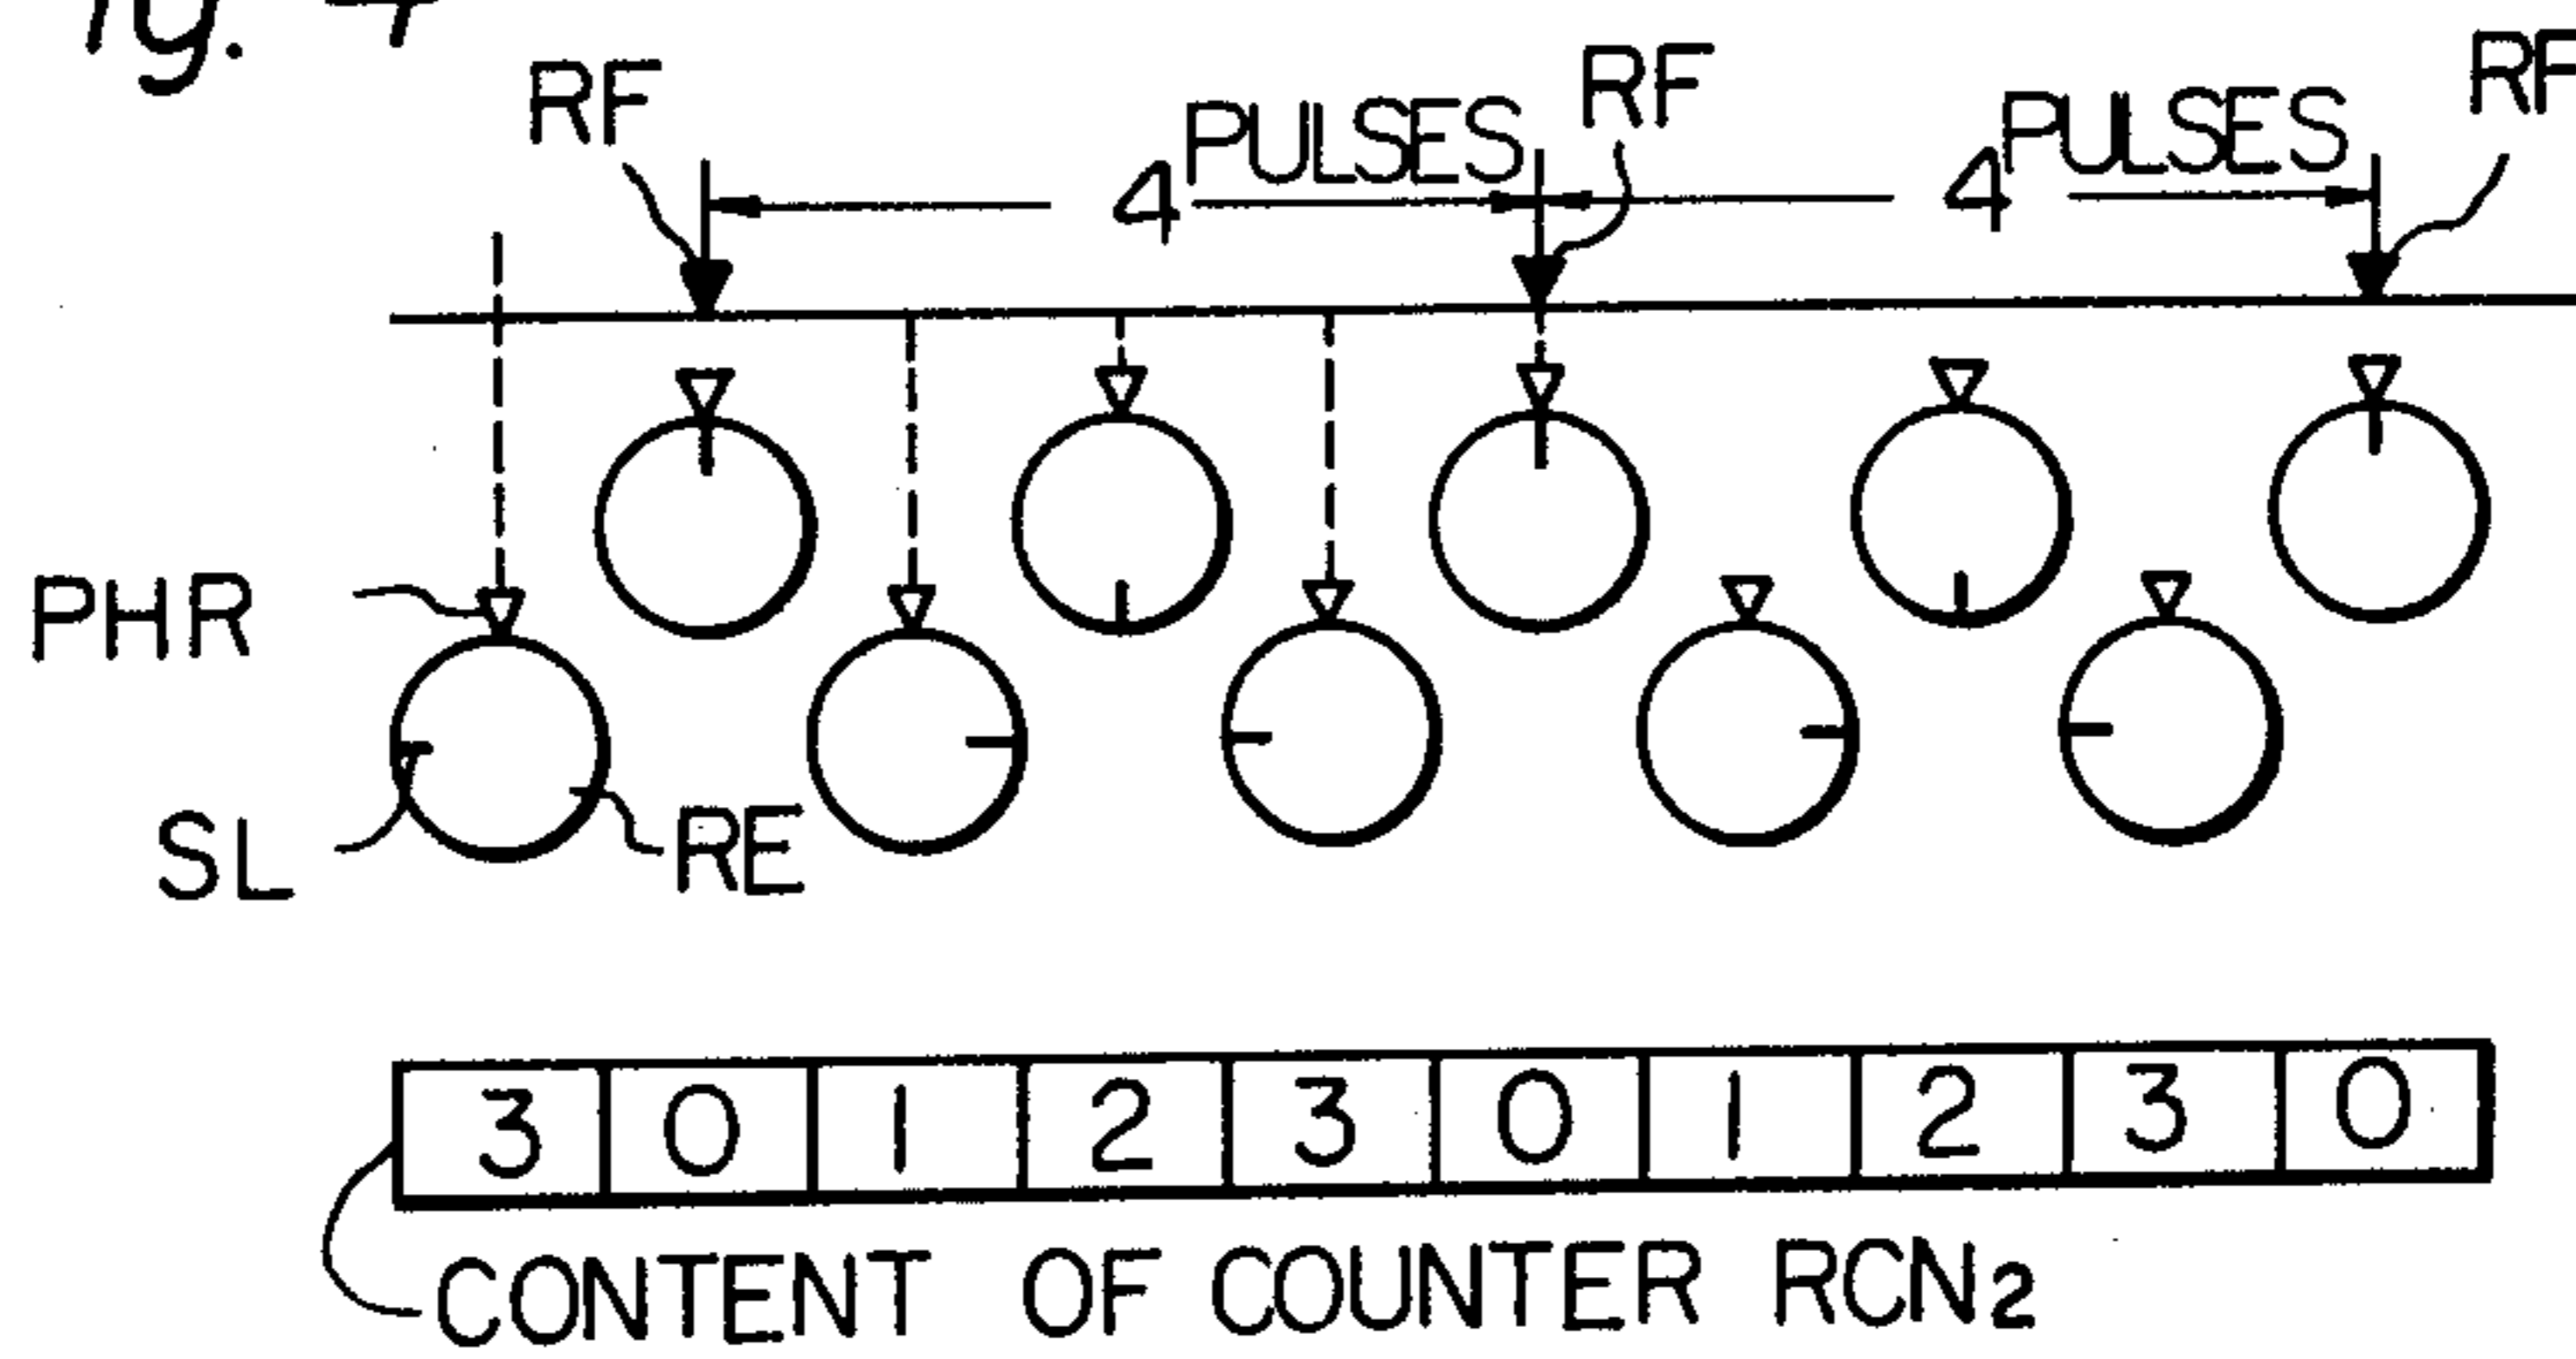 RF
4 PULSES
RF
4 PULSES
PHR
SL
RE
3 0 1 2 3 0 1 2 3 0
CONTENT OF COUNTER RCN2